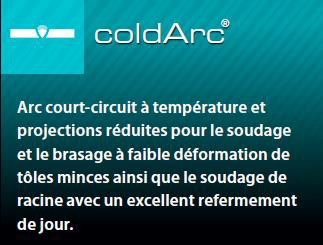 coldArc®
Arc court-circuit à température et
projections réduites pour le soudage
et le brasage à faible déformation de
tôles minces ainsi que le soudage de
racine avec un excellent refermement
de jour.